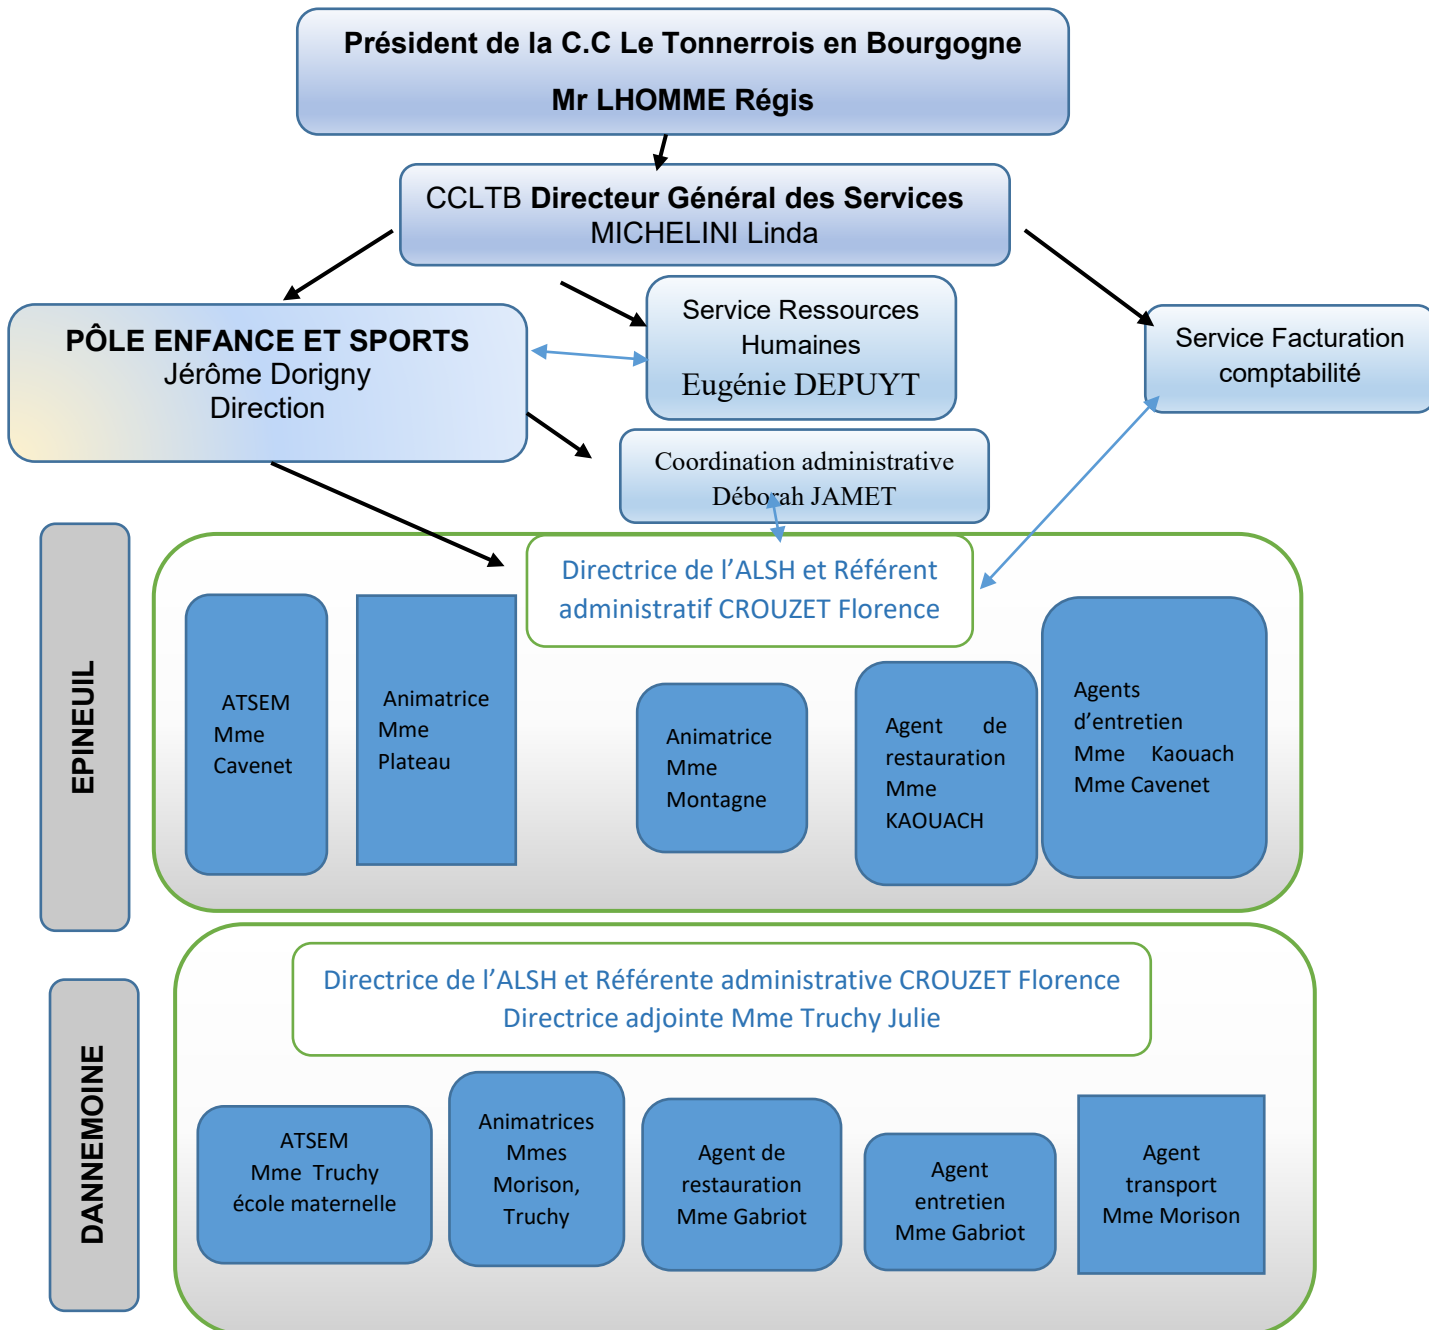 Président de la C.C Le Tonnerrois en Bourgogne
Mr LHOMME Régis
CCLTB Directeur Général des Services
MICHELINI Linda
PÔLE ENFANCE ET SPORTS
Jérôme Dorigny
Direction
Service Ressources
Humaines
Eugénie DEPUYT
Service Facturation
comptabilité
Coordination administrative
Déborah JAMET
EPINEUIL
Directrice de l’ALSH et Référent
administratif CROUZET Florence
ATSEM
Mme
Cavenet
Animatrice
Mme
Plateau
Animatrice
Mme
Montagne
Agent de
restauration
Mme
KAOUACH
Agents
d’entretien
Mme Kaouach
Mme Cavenet
DANNEMOINE
Directrice de l’ALSH et Référente administrative CROUZET Florence
Directrice adjointe Mme Truchy Julie
ATSEM
Mme Truchy
école maternelle
Animatrices
Mmes
Morison,
Truchy
Agent de
restauration
Mme Gabriot
Agent
entretien
Mme Gabriot
Agent
transport
Mme Morison